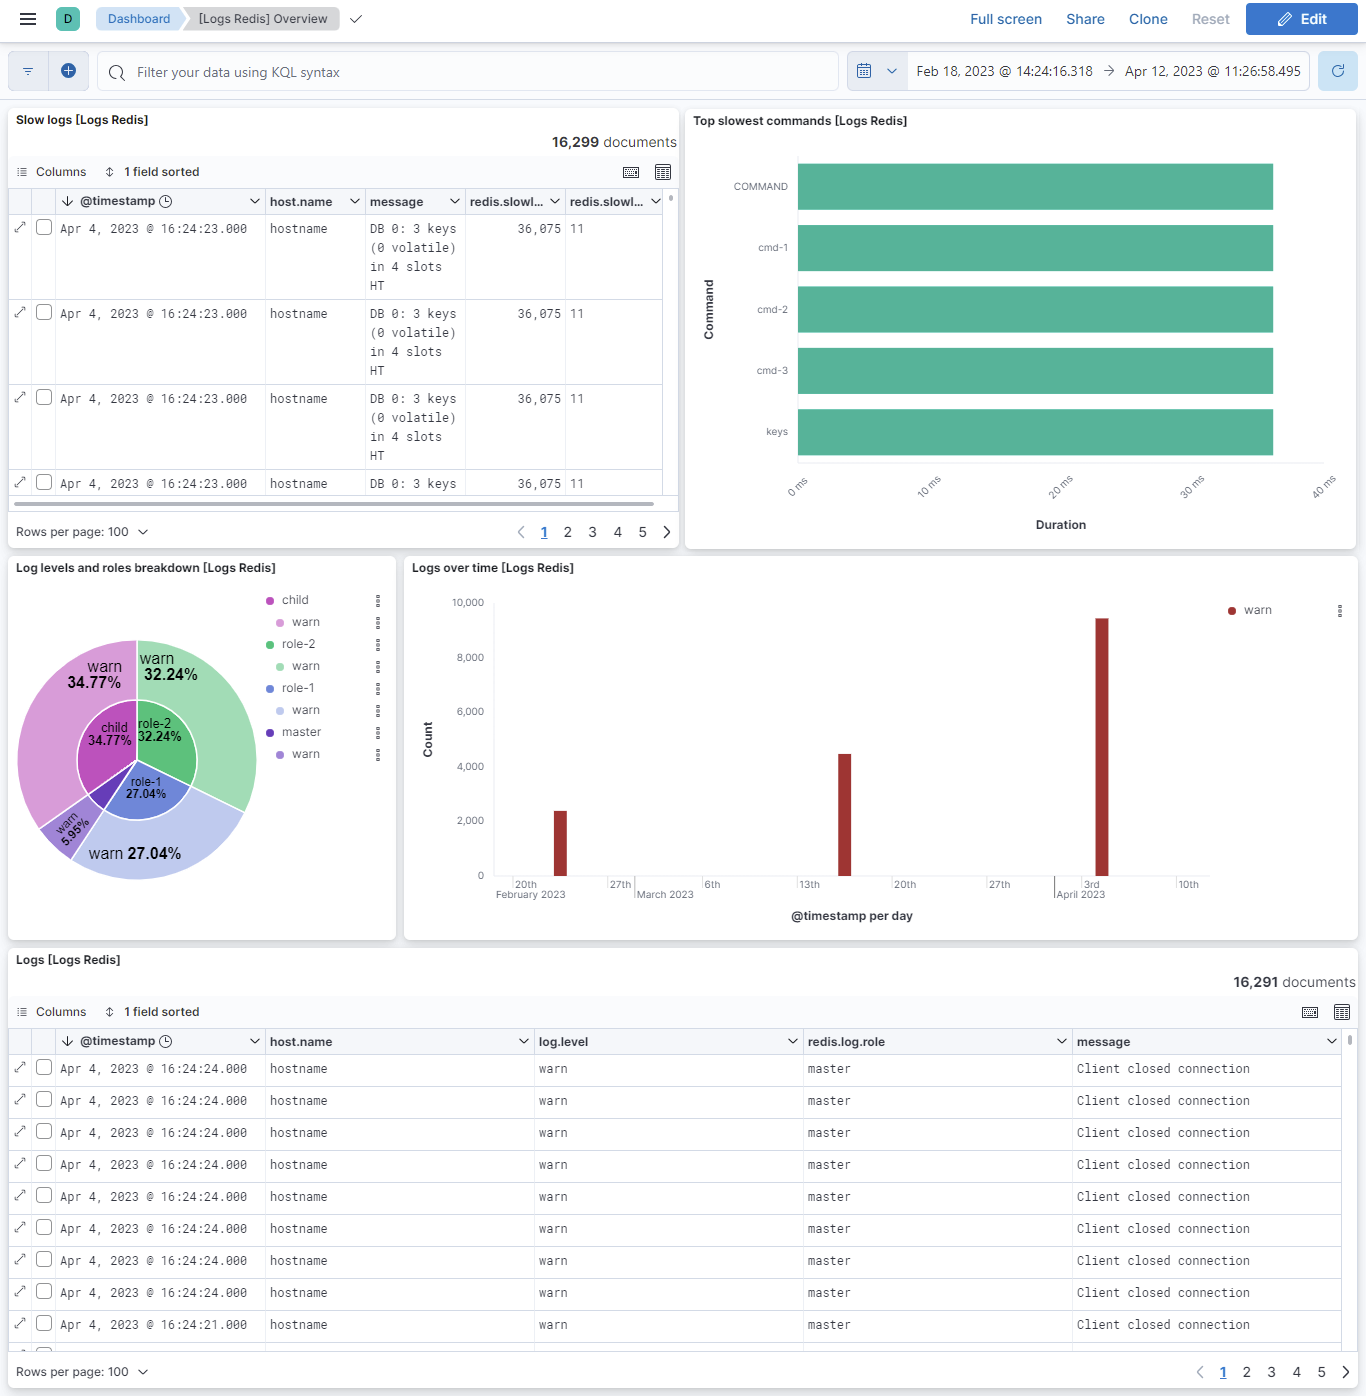 D Dashboard [Logs Redis] Overview Full screen Share Clone Reset Edit
Filter your data using KQL syntax Feb 18, 2023 @ 14:24:16.318 → Apr 12, 2023 @ 11:26:58.495
Slow logs [Logs Redis]
16,299 documents
Columns 1 field sorted
@timestamp host.name message redis.slowl... redis.slowl...
Apr 4, 2023 @ 16:24:23.000 hostname DB 0: 3 keys 36,075 11
(0 volatile)
in 4 slots
HT
Apr 4, 2023 @ 16:24:23.000 hostname DB 0: 3 keys 36,075 11
(0 volatile)
in 4 slots
HT
Apr 4, 2023 @ 16:24:23.000 hostname DB 0: 3 keys 36,075 11
(0 volatile)
in 4 slots
HT
Apr 4, 2023 @ 16:24:23.000 hostname DB 0: 3 keys 36,075 11
Rows per page: 100 1 2 3 4 5
Top slowest commands [Logs Redis]
Command
COMMAND
cmd-1
cmd-2
cmd-3
keys
0 ms 10 ms 20 ms 30 ms 40 ms
Duration
Log levels and roles breakdown [Logs Redis]
warn
34.77%
warn
32.24%
child
34.77%
role-2
32.24%
role-1
27.04%
warn
5.95%
warn 27.04%
child
warn
role-2
warn
role-1
warn
master
warn
Logs over time [Logs Redis]
Count
10,000
8,000
6,000
4,000
2,000
0
20th 27th 6th 13th 20th 27th 3rd 10th
February 2023 March 2023 April 2023
@timestamp per day
warn
Logs [Logs Redis]
16,291 documents
Columns 1 field sorted
@timestamp host.name log.level redis.log.role message
Apr 4, 2023 @ 16:24:24.000 hostname warn master Client closed connection
Apr 4, 2023 @ 16:24:24.000 hostname warn master Client closed connection
Apr 4, 2023 @ 16:24:24.000 hostname warn master Client closed connection
Apr 4, 2023 @ 16:24:24.000 hostname warn master Client closed connection
Apr 4, 2023 @ 16:24:24.000 hostname warn master Client closed connection
Apr 4, 2023 @ 16:24:24.000 hostname warn master Client closed connection
Apr 4, 2023 @ 16:24:24.000 hostname warn master Client closed connection
Apr 4, 2023 @ 16:24:24.000 hostname warn master Client closed connection
Apr 4, 2023 @ 16:24:21.000 hostname warn master Client closed connection
Rows per page: 100 1 2 3 4 5